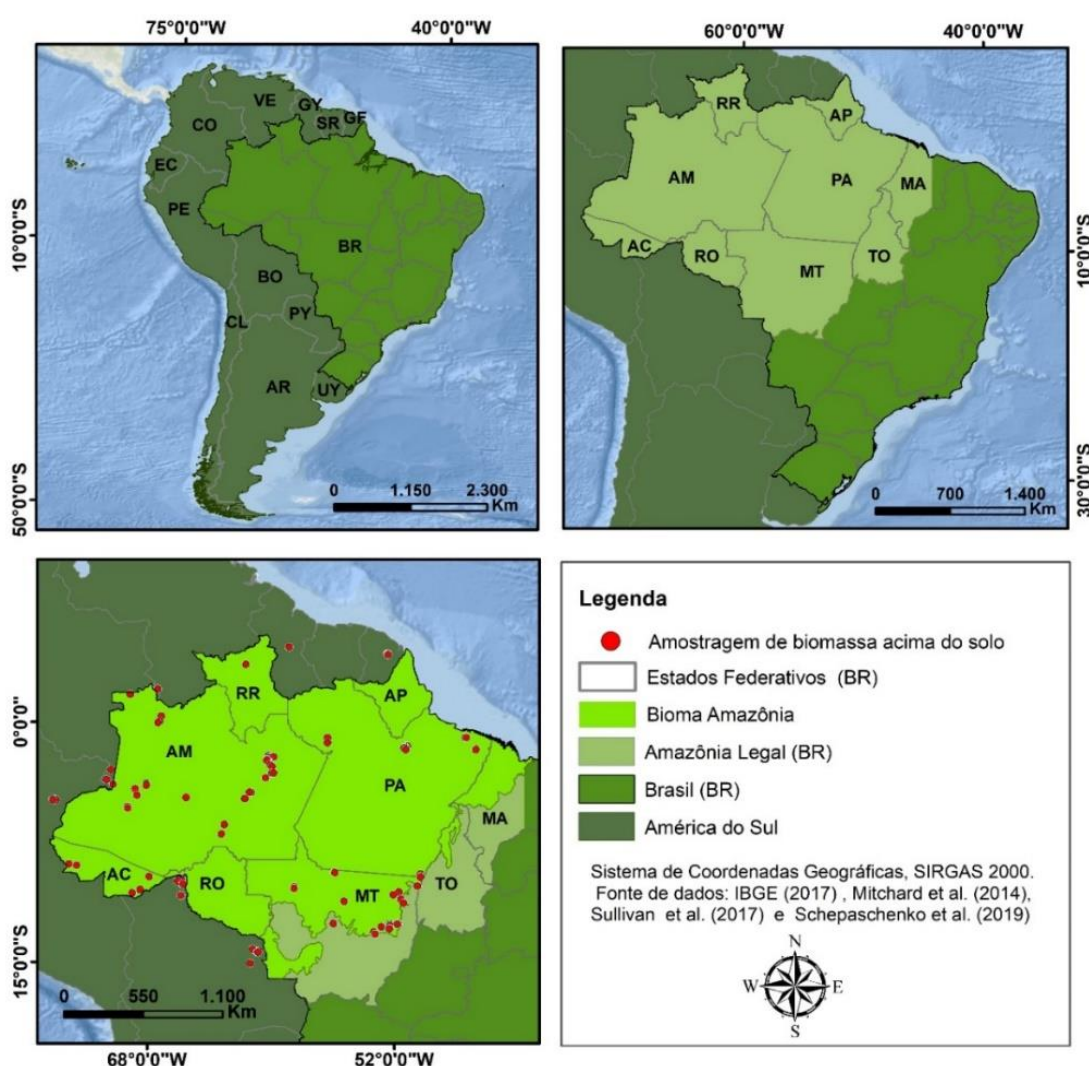 75°0'0"W 40°0'0"W
10°0'0"S
50°0'0"S
VE
GY
SR
GF
CO
EC
PE
BR
BO
PY
CL
AR
UY
0 1.150 2.300
Km
60°0'0"W 40°0'0"W
10°0'0"S
30°0'0"S
RR
AP
AM
PA
MA
AC
RO
TO
MT
0 700 1.400
Km
0°0'0"
15°0'0"S
RR
AP
AM
PA
MA
AC
RO
MT
TO
0 550 1.100
Km
68°0'0"W 52°0'0"W
Legenda
Amostragem de biomassa acima do solo
Estados Federativos (BR)
Bioma Amazônia
Amazônia Legal (BR)
Brasil (BR)
América do Sul
Sistema de Coordenadas Geográficas, SIRGAS 2000.
Fonte de dados: IBGE (2017) , Mitchard et al. (2014),
Sullivan et al. (2017) e Schepaschenko et al. (2019)
N
W E
S